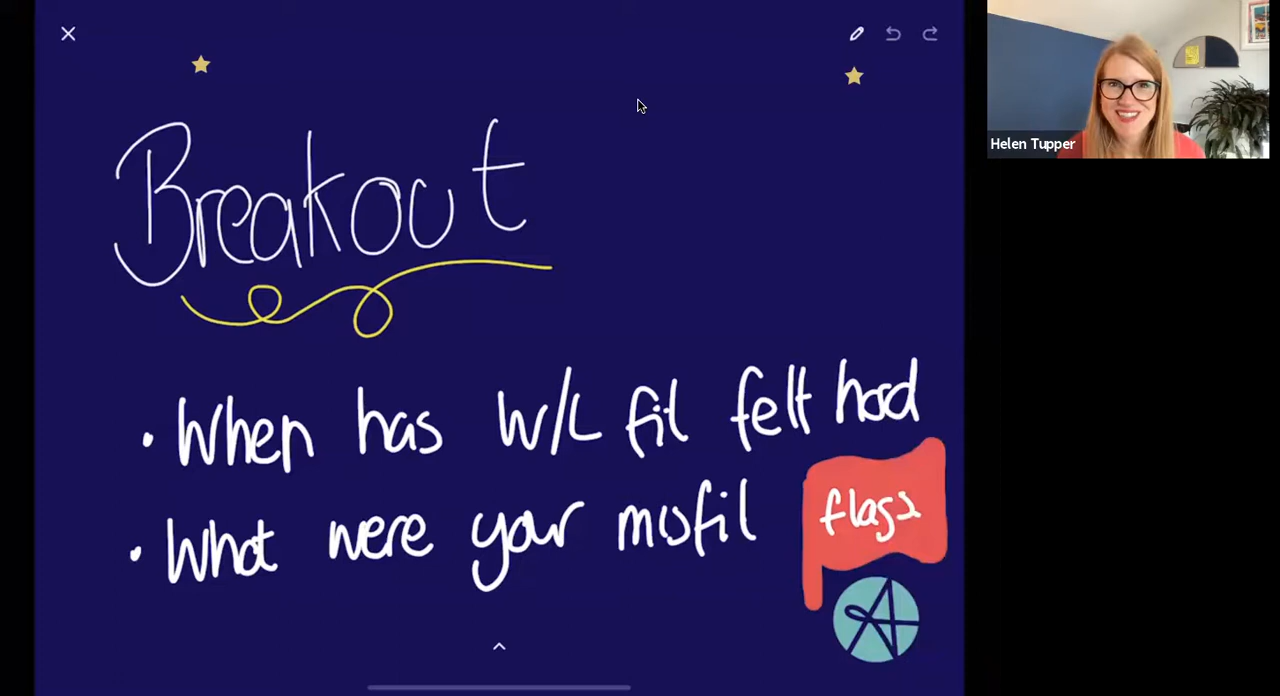 Breakout
• When has W/L fit felt hard
• What were your misfit flags
Helen Tupper